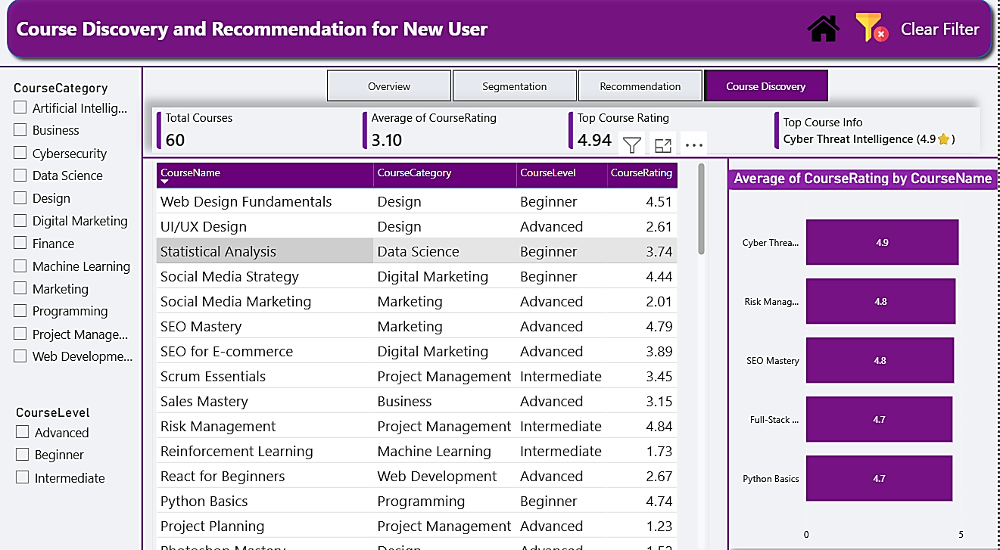 Course Discovery and Recommendation for New User
Clear Filter
CourseCategory
Artificial Intellig...
Business
Cybersecurity
Data Science
Design
Digital Marketing
Finance
Machine Learning
Marketing
Programming
Project Manage...
Web Developme...
CourseLevel
Advanced
Beginner
Intermediate
Overview
Segmentation
Recommendation
Course Discovery
Total Courses
60
Average of CourseRating
3.10
Top Course Rating
4.94
Top Course Info
Cyber Threat Intelligence (4.9⭐)
CourseName CourseCategory CourseLevel CourseRating
Web Design Fundamentals Design Beginner 4.51
UI/UX Design Design Advanced 2.61
Statistical Analysis Data Science Beginner 3.74
Social Media Strategy Digital Marketing Beginner 4.44
Social Media Marketing Marketing Advanced 2.01
SEO Mastery Marketing Advanced 4.79
SEO for E-commerce Digital Marketing Advanced 3.89
Scrum Essentials Project Management Intermediate 3.45
Sales Mastery Business Advanced 3.15
Risk Management Project Management Intermediate 4.84
Reinforcement Learning Machine Learning Intermediate 1.73
React for Beginners Web Development Advanced 2.67
Python Basics Programming Beginner 4.74
Project Planning Project Management Advanced 1.23
Photoshop Mastery Design Advanced 1.52
Average of CourseRating by CourseName
Cyber Threa... 4.9
Risk Manag... 4.8
SEO Mastery 4.8
Full-Stack ... 4.7
Python Basics 4.7
0 5